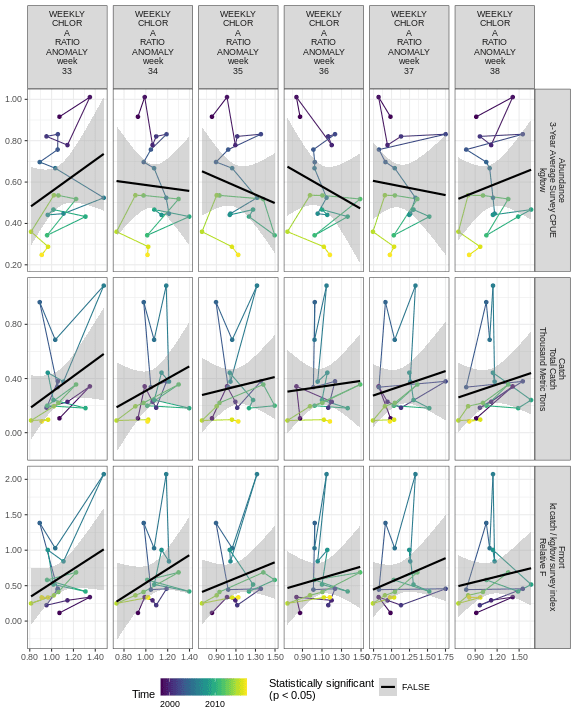 WEEKLY
CHLOR
A
RATIO
ANOMALY
week
33
WEEKLY
CHLOR
A
RATIO
ANOMALY
week
34
WEEKLY
CHLOR
A
RATIO
ANOMALY
week
35
WEEKLY
CHLOR
A
RATIO
ANOMALY
week
36
WEEKLY
CHLOR
A
RATIO
ANOMALY
week
37
WEEKLY
CHLOR
A
RATIO
ANOMALY
week
38
1.00
0.80
0.60
0.40
0.20
Abundance
3-Year Average Survey CPUE
kg/tow
0.80
0.40
0.00
Catch
Total Catch
Thousand Metric Tons
2.00
1.50
1.00
0.50
0.00
Fmort
kt catch / kg/tow survey index
Relative F
0.80 1.00 1.20 1.40
1.00 1.20 1.40
0.90 1.10 1.30 1.50
0.90 1.10 1.30 1.50
0.75 1.00 1.25 1.50 1.75
0.90 1.20 1.50
Time
2000 2010
Statistically significant
(p < 0.05)
FALSE